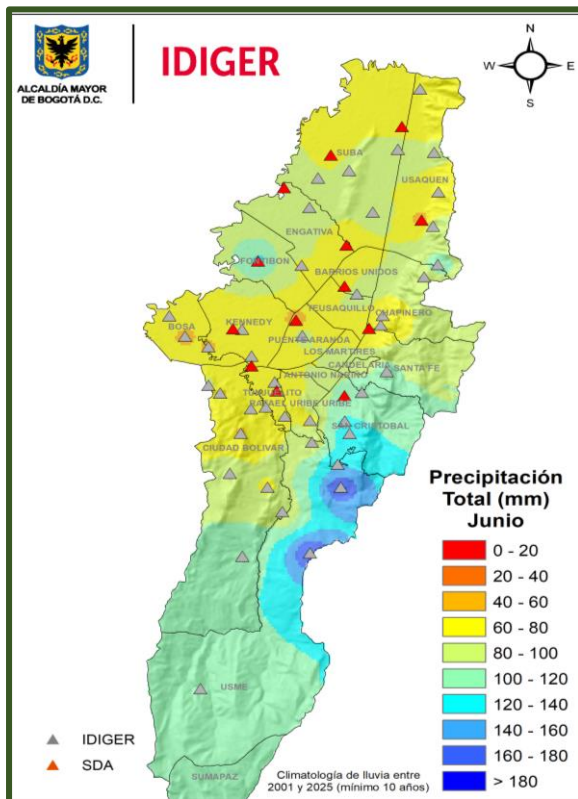 ALCALDÍA MAYOR
DE BOGOTÁ D.C.
IDIGER
N
W
E
S
SUBA
USAQUEN
ENGATIVA
FONTIBON
BARRIOS UNIDOS
TEUSAQUILLO
CHAPINERO
BOSA
KENNEDY
PUENTE ARANDA
LOS MARTIRES
CANDELARIA
SANTA FE
ANTONIO NARIÑO
TUNJUELITO
RAFAEL URIBE URIBE
SAN CRISTOBAL
CIUDAD BOLIVAR
USME
SUMAPAZ
Precipitación
Total (mm)
Junio
0 - 20
20 - 40
40 - 60
60 - 80
80 - 100
100 - 120
120 - 140
140 - 160
160 - 180
> 180
IDIGER
SDA
Climatología de lluvia entre
2001 y 2025 (mínimo 10 años)